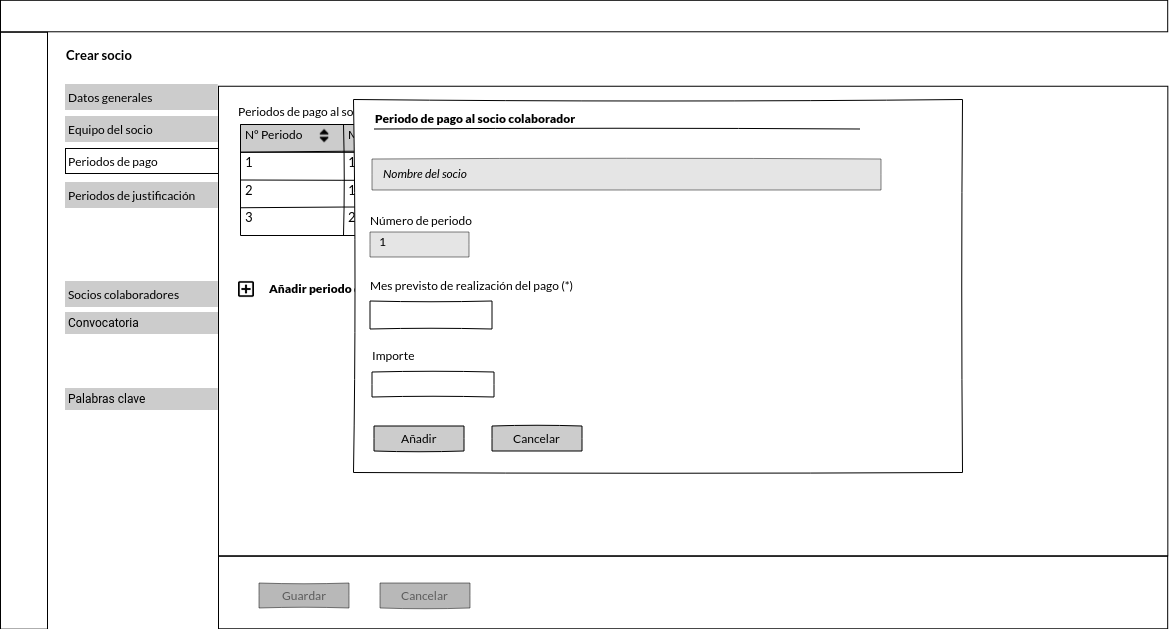 Crear socio
Datos generales
Equipo del socio
Periodos de pago
Periodos de justificación
Socios colaboradores
Convocatoria
Palabras clave
Periodos de pago al so
Nº Periodo
1 1
2 1
3 2
Añadir periodo
Periodo de pago al socio colaborador
Nombre del socio
Número de periodo
1
Mes previsto de realización del pago (*)
Importe
Añadir Cancelar
Guardar Cancelar